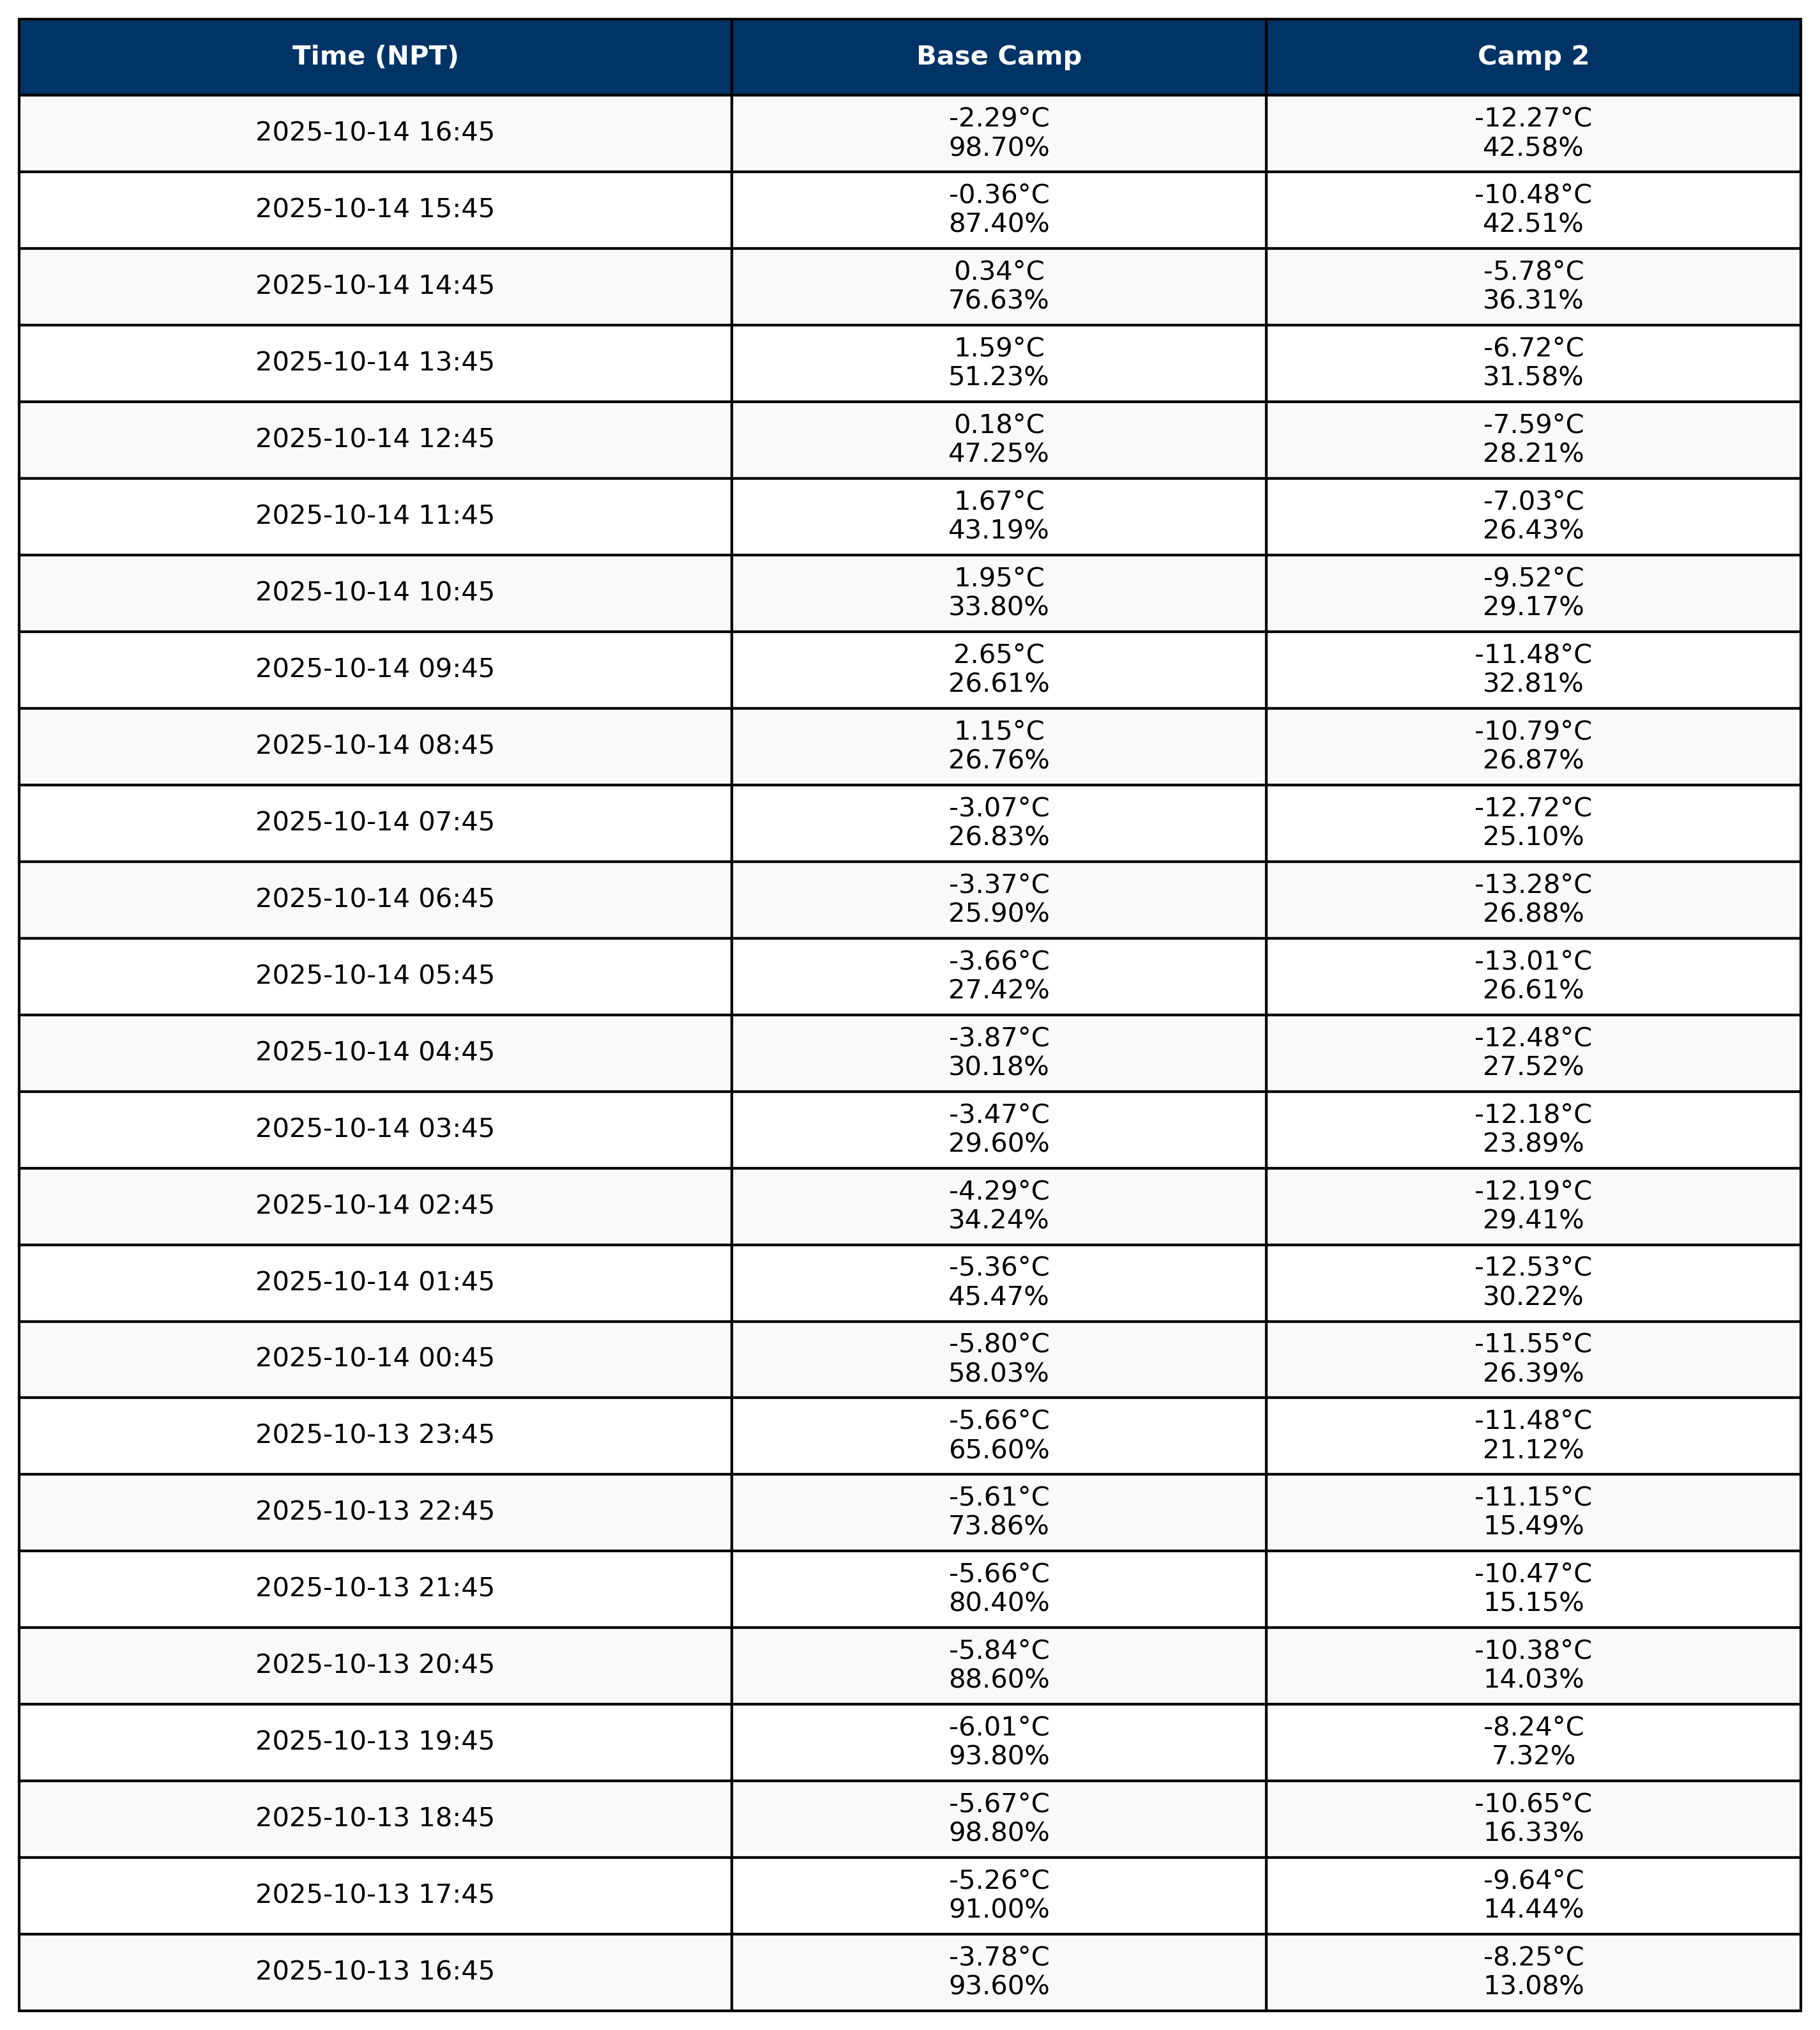 Time (NPT) Base Camp Camp 2
2025-10-14 16:45 -2.29°C -12.27°C
98.70% 42.58%
2025-10-14 15:45 -0.36°C -10.48°C
87.40% 42.51%
2025-10-14 14:45 0.34°C -5.78°C
76.63% 36.31%
2025-10-14 13:45 1.59°C -6.72°C
51.23% 31.58%
2025-10-14 12:45 0.18°C -7.59°C
47.25% 28.21%
2025-10-14 11:45 1.67°C -7.03°C
43.19% 26.43%
2025-10-14 10:45 1.95°C -9.52°C
33.80% 29.17%
2025-10-14 09:45 2.65°C -11.48°C
26.61% 32.81%
2025-10-14 08:45 1.15°C -10.79°C
26.76% 26.87%
2025-10-14 07:45 -3.07°C -12.72°C
26.83% 25.10%
2025-10-14 06:45 -3.37°C -13.28°C
25.90% 26.88%
2025-10-14 05:45 -3.66°C -13.01°C
27.42% 26.61%
2025-10-14 04:45 -3.87°C -12.48°C
30.18% 27.52%
2025-10-14 03:45 -3.47°C -12.18°C
29.60% 23.89%
2025-10-14 02:45 -4.29°C -12.19°C
34.24% 29.41%
2025-10-14 01:45 -5.36°C -12.53°C
45.47% 30.22%
2025-10-14 00:45 -5.80°C -11.55°C
58.03% 26.39%
2025-10-13 23:45 -5.66°C -11.48°C
65.60% 21.12%
2025-10-13 22:45 -5.61°C -11.15°C
73.86% 15.49%
2025-10-13 21:45 -5.66°C -10.47°C
80.40% 15.15%
2025-10-13 20:45 -5.84°C -10.38°C
88.60% 14.03%
2025-10-13 19:45 -6.01°C -8.24°C
93.80% 7.32%
2025-10-13 18:45 -5.67°C -10.65°C
98.80% 16.33%
2025-10-13 17:45 -5.26°C -9.64°C
91.00% 14.44%
2025-10-13 16:45 -3.78°C -8.25°C
93.60% 13.08%